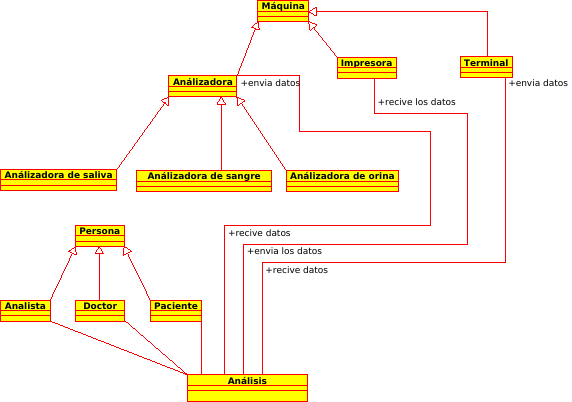 Máquina
Impresora
Terminal
Análizadora
+envia datos
+envia datos
+recive los datos
Análizadora de saliva
Análizadora de sangre
Análizadora de orina
Persona
+recive datos
+envia los datos
+recive datos
Analista
Doctor
Paciente
Análisis